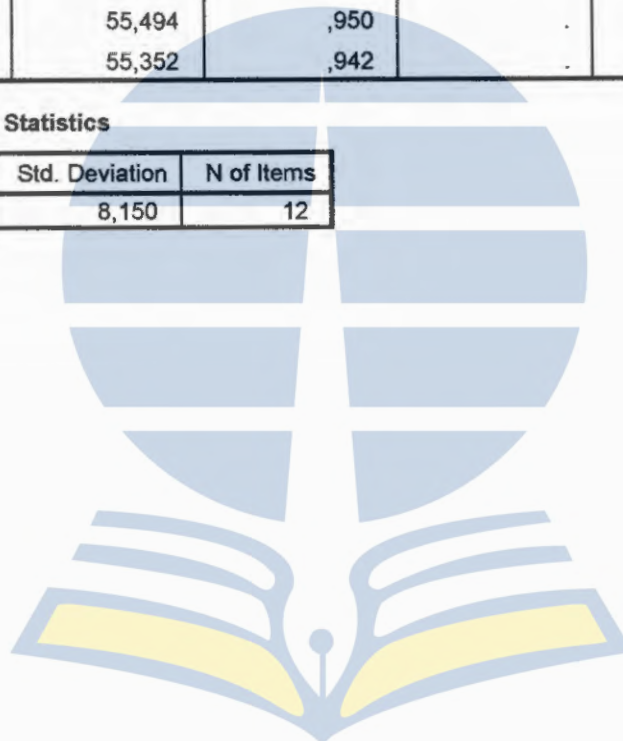 55,494 ,950 .
55,352 ,942 .
Statistics
Std. Deviation N of Items
8,150 12